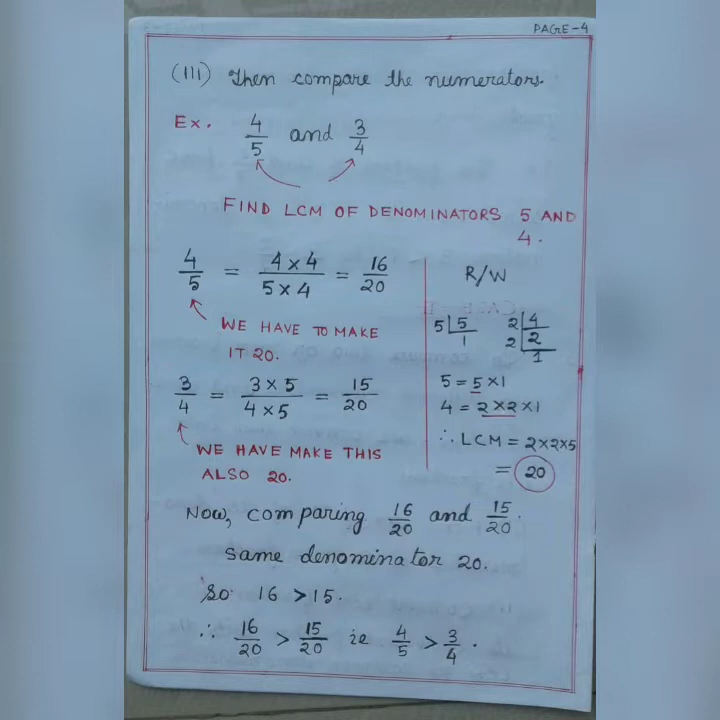 PAGE-4
(III) Then compare the numerators.
Ex. 4/5 and 3/4
FIND LCM OF DENOMINATORS 5 AND
4.
4/5 = 4×4/5×4 = 16/20
WE HAVE TO MAKE
IT 20.
3/4 = 3×5/4×5 = 15/20
WE HAVE MAKE THIS
ALSO 20.
R/W
5 | 5 2 | 4
1 2 | 2
1
5 = 5×1
4 = 2×2×1
∴ LCM = 2×2×5
= 20
Now, comparing 16/20 and 15/20.
Same denominator 20.
So 16 > 15.
∴ 16/20 > 15/20 ie 4/5 > 3/4.